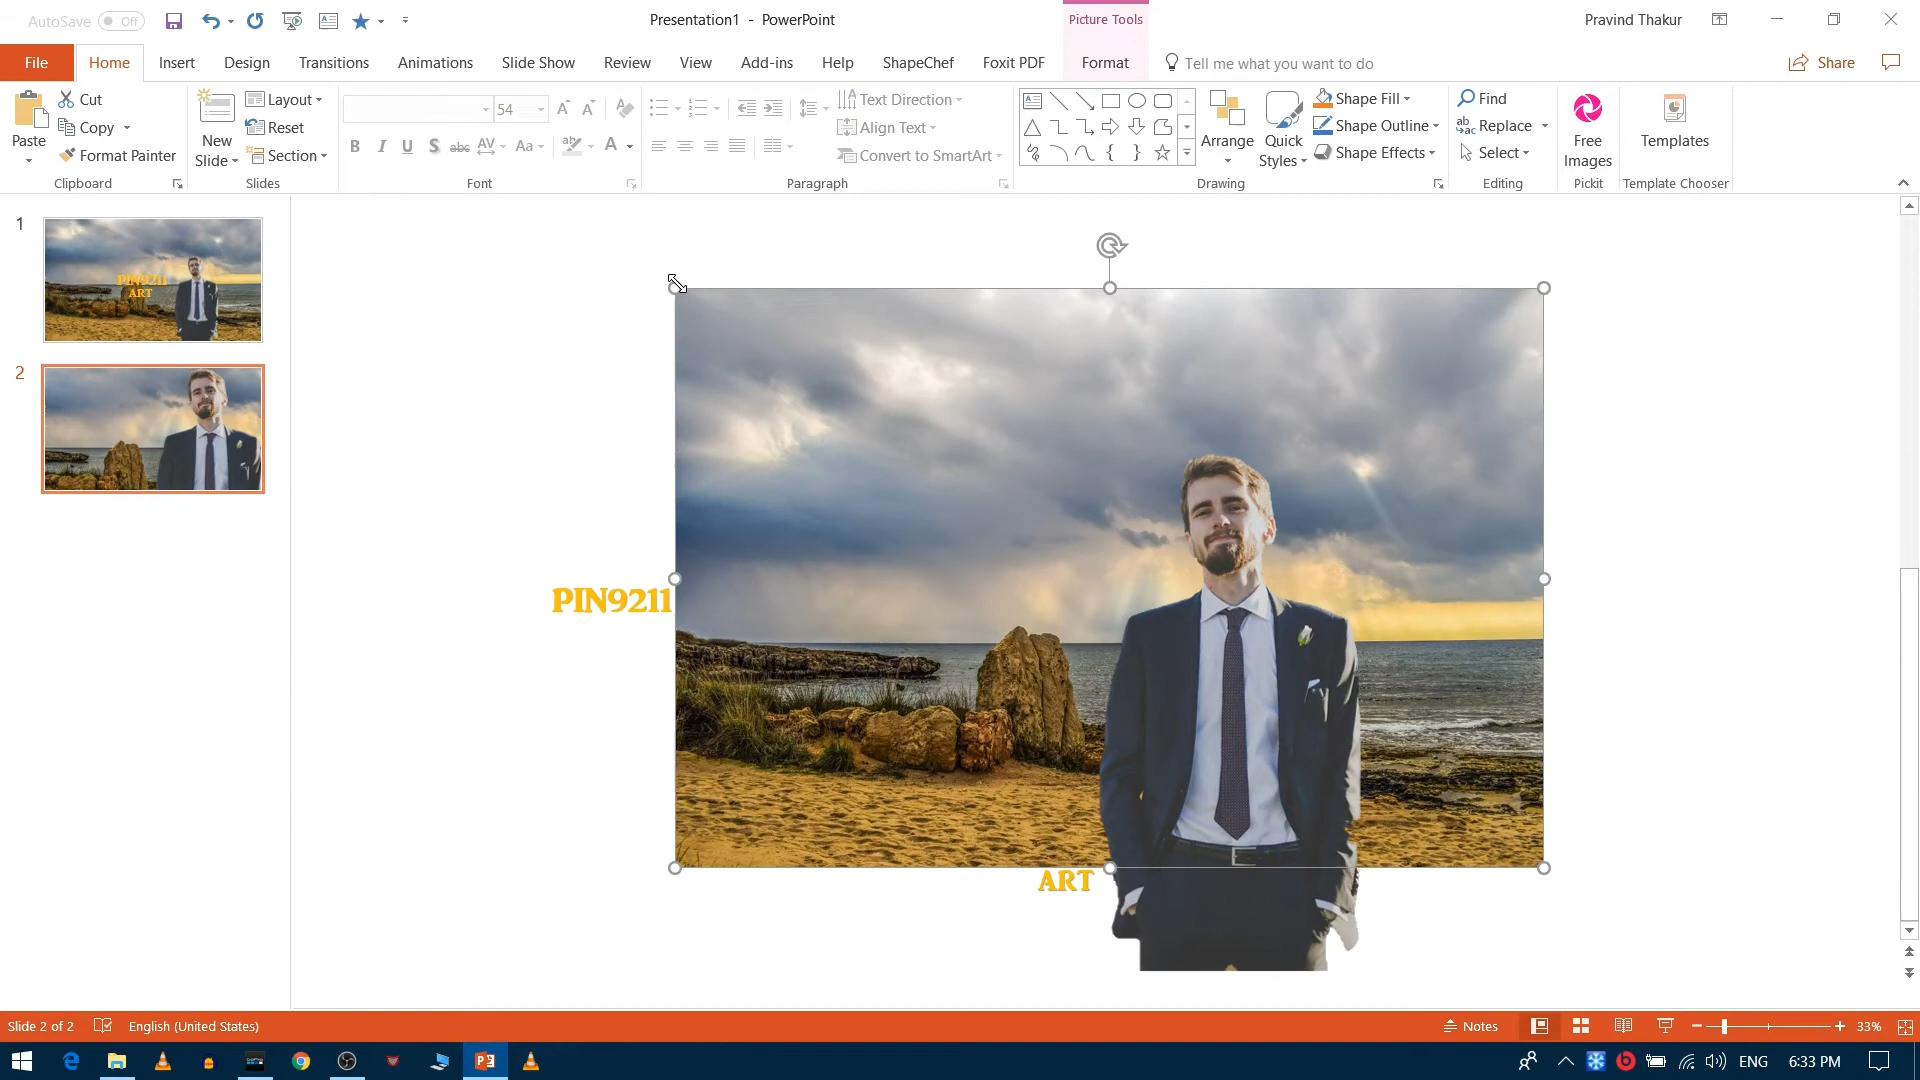 AutoSave Off
Presentation1 - PowerPoint
Picture Tools
Pravind Thakur
File Home Insert Design Transitions Animations Slide Show Review View Add-ins Help ShapeChef Foxit PDF Format Tell me what you want to do Share
Cut
Copy
Format Painter
Paste
Clipboard
New
Slide
Layout
Reset
Section
Slides
54
B I U S abc AV Aa A
Font
Text Direction
Align Text
Convert to SmartArt
Paragraph
Arrange
Quick
Styles
Shape Fill
Shape Outline
Shape Effects
Drawing
Find
Replace
Select
Editing
Free
Images
Pickit
Templates
Template Chooser
1
PIN9211
ART
2
PIN9211
ART
Slide 2 of 2 English (United States) Notes 33%
ENG 6:33 PM